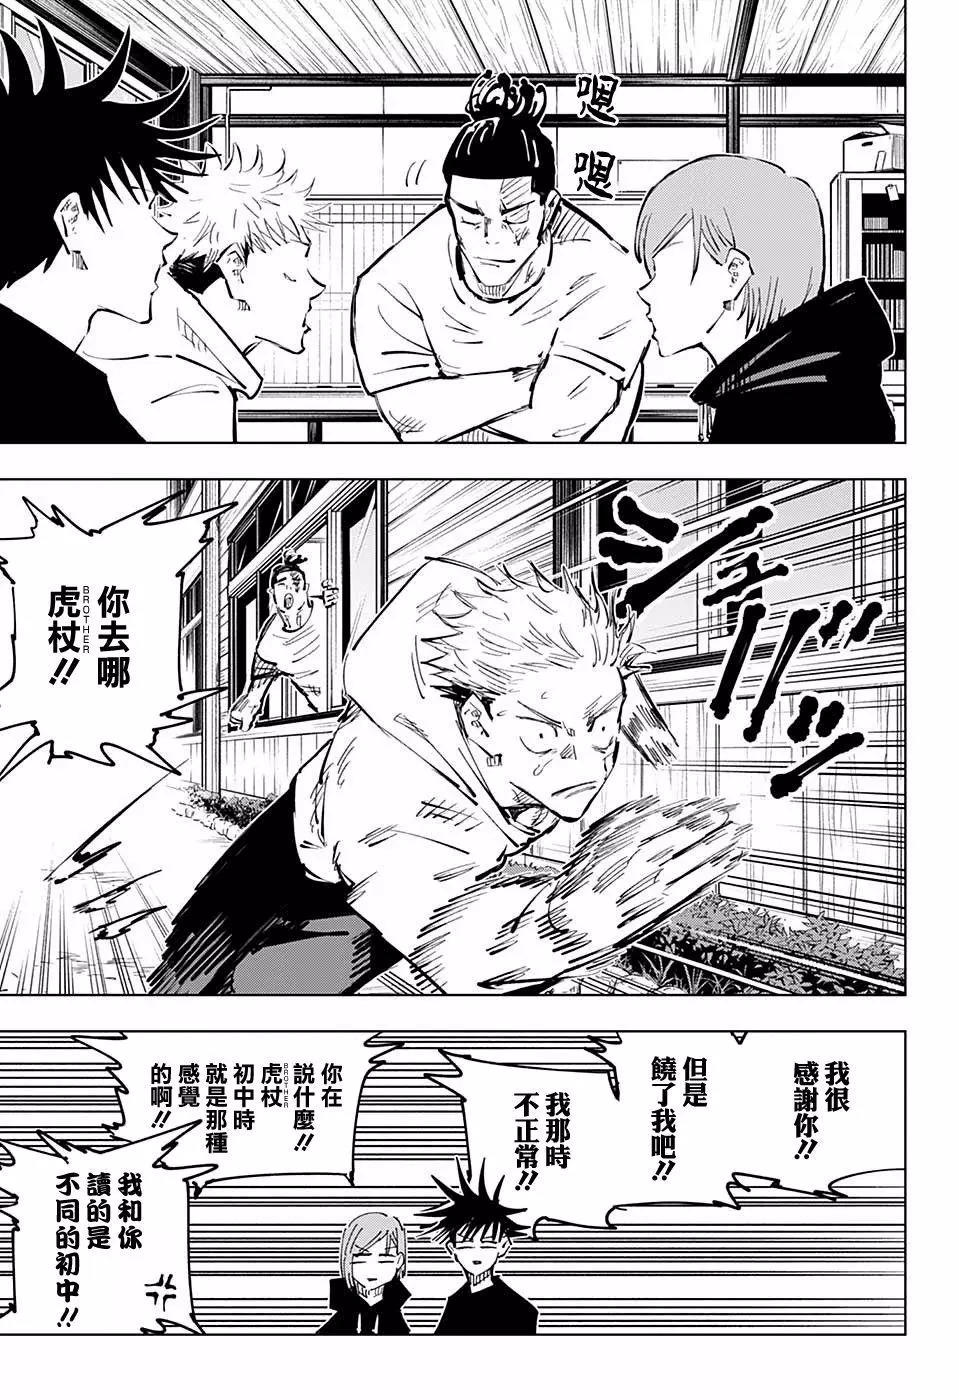 嗯
嗯
ジュバッ!!
你去哪
虎杖!!
BROTHER
我很
感謝你!!
但是
饒了我吧!!
我那時
不正常!!
你在
說什麼!!
虎杖
BROTHER
初中時
就是那種
感覺
的啊!!
我和你
讀的是
不同的初中!!